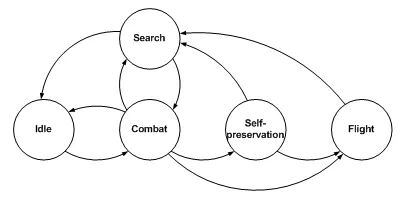 Search
Idle
Combat
Self-
preservation
Flight